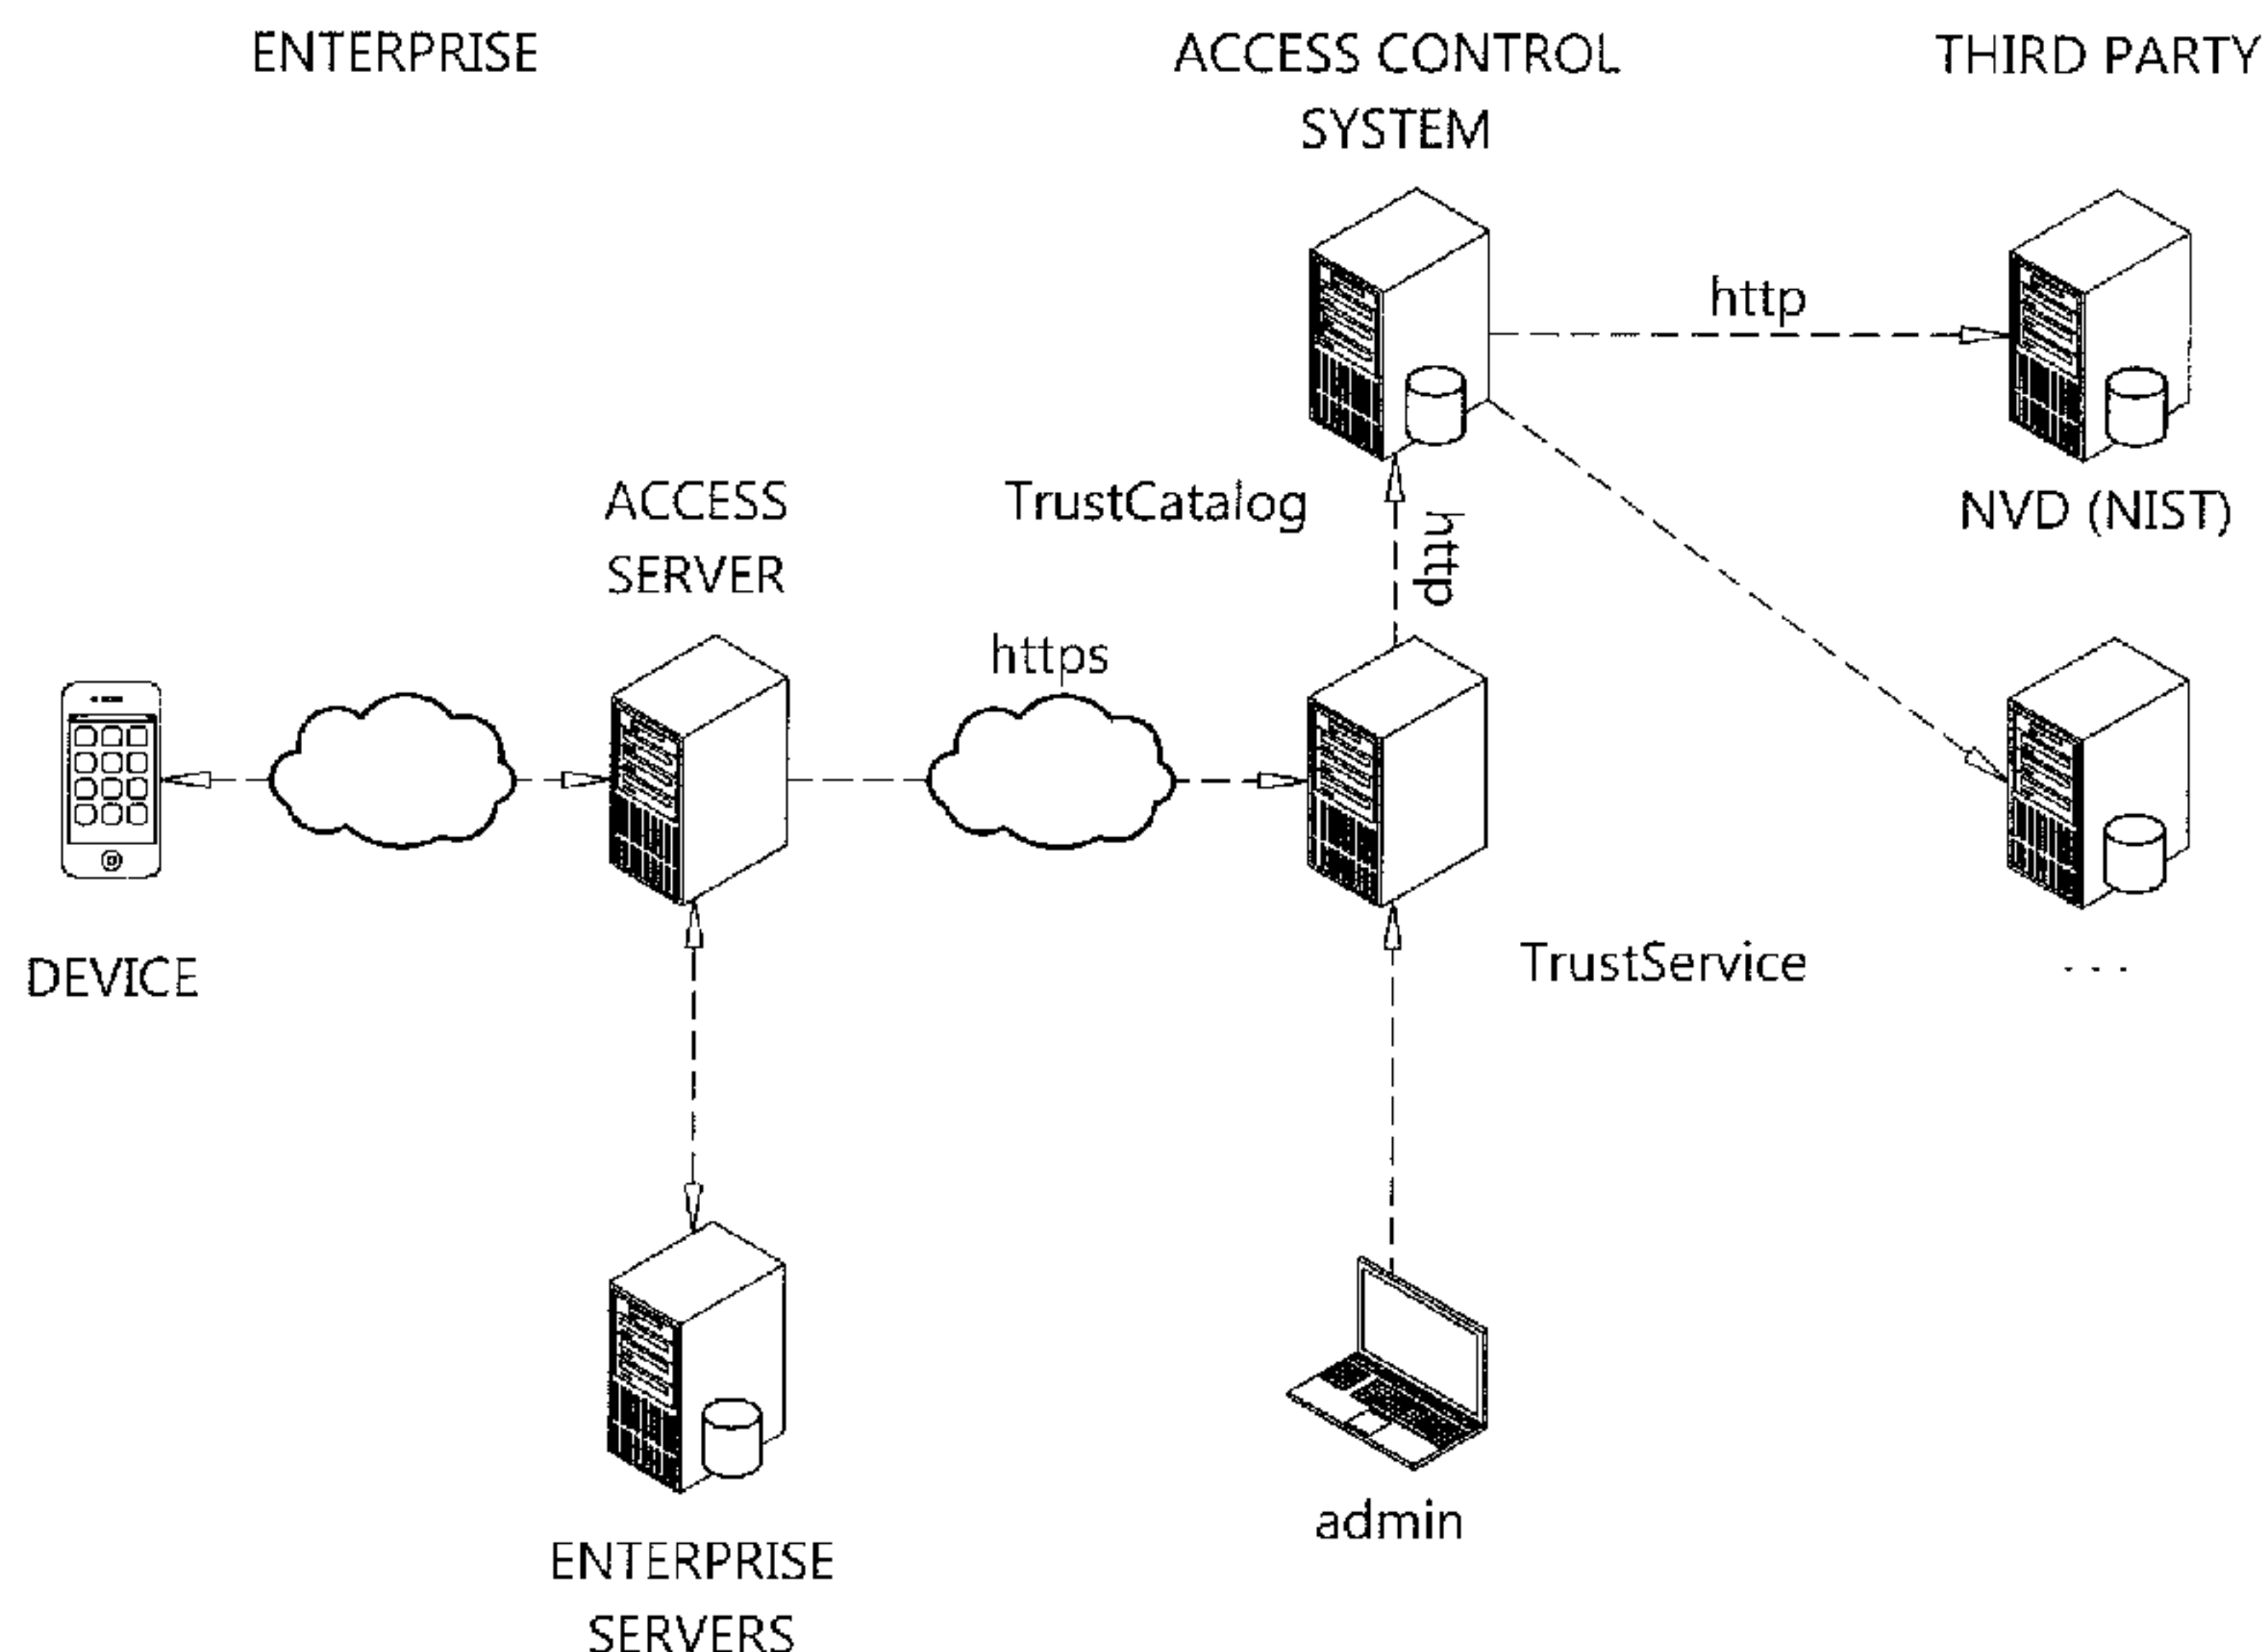 ENTERPRISE
ACCESS CONTROL
SYSTEM
THIRD PARTY
http
ACCESS
SERVER
TrustCatalog
http
NVD (NIST)
https
DEVICE
TrustService
...
ENTERPRISE
SERVERS
admin